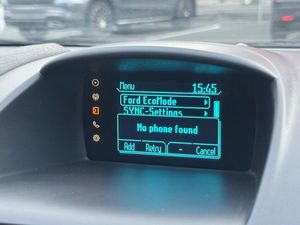 Menu 15:45
Ford EcoMode
SYNC-Settings
No phone found
Add Retry - Cancel